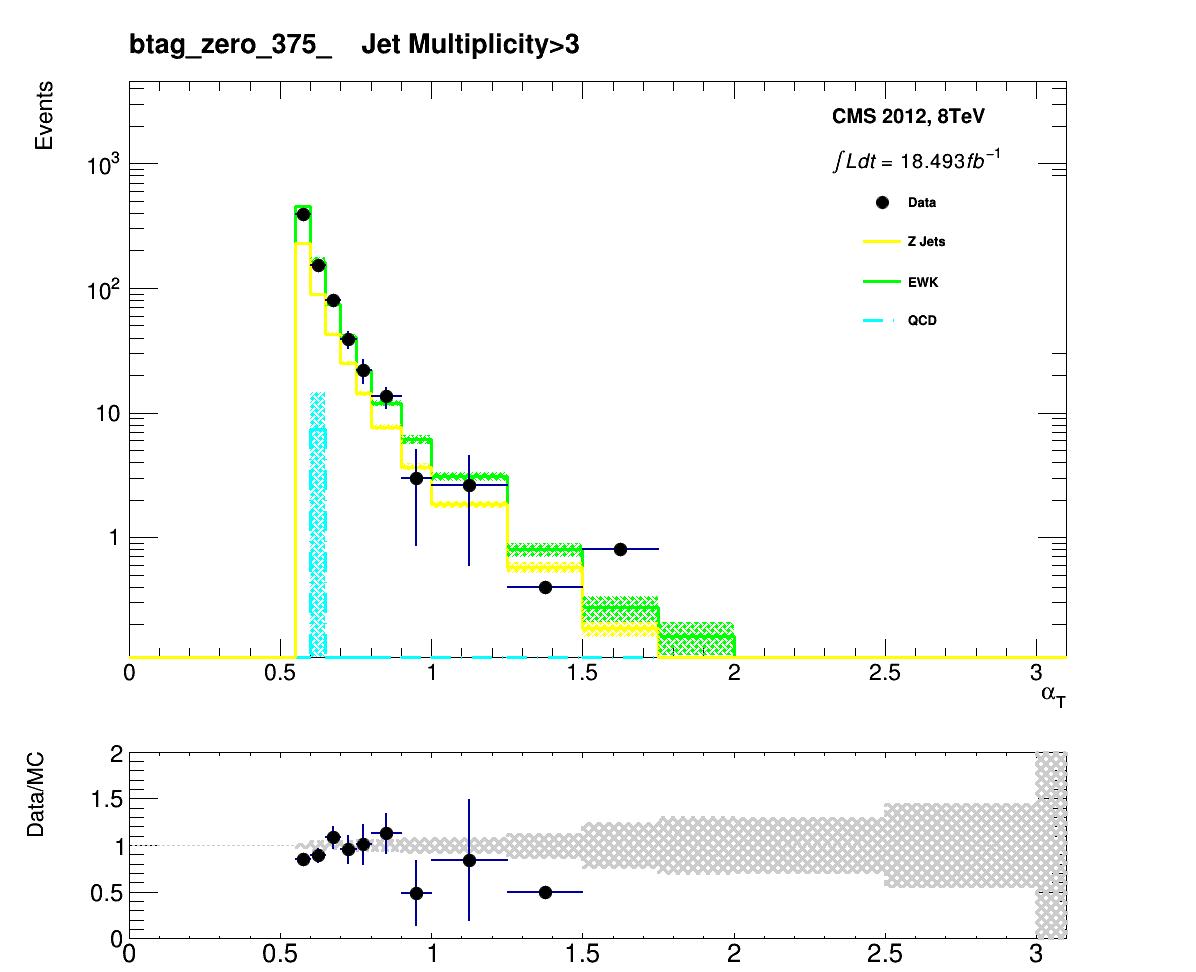 btag_zero_375_ Jet Multiplicity>3
Events
CMS 2012, 8TeV
∫Ldt = 18.493fb⁻¹
Data
Z Jets
EWK
QCD
10³
10²
10
1
0 0.5 1 1.5 2 2.5 3
α_T
Data/MC
2
1.5
1
0.5
0
0 0.5 1 1.5 2 2.5 3